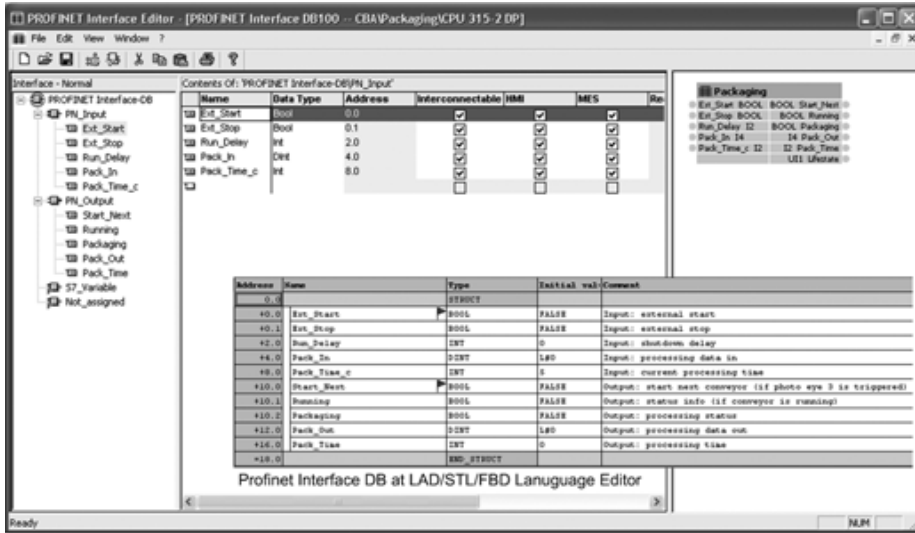 PROFINET Interface Editor - [PROFINET Interface DB100 -- CBA\Packaging\CPU 315-2 DP]
File Edit View Window ?
Interface - Normal
PROFINET Interface-DB
PN_Input
Ext_Start
Ext_Stop
Run_Delay
Pack_In
Pack_Time_c
PN_Output
Start_Next
Running
Packaging
Pack_Out
Pack_Time
S7_Variable
Not_assigned
Contents Of: 'PROFINET Interface-DB\PN_Input'
Name Data Type Address Interconnectable HMI MES Re
Ext_Start Bool 0.0
Ext_Stop Bool 0.1
Run_Delay Int 2.0
Pack_In DInt 4.0
Pack_Time_c Int 8.0
Packaging
Ext_Start BOOL BOOL Start_Next
Ext_Stop BOOL BOOL Running
Run_Delay I2 BOOL Packaging
Pack_In I4 I4 Pack_Out
Pack_Time_c I2 I2 Pack_Time
UI1 Lifestate
Address Name Type Initial val Comment
0.0 STRUCT
+0.0 Ext_Start BOOL FALSE Input: external start
+0.1 Ext_Stop BOOL FALSE Input: external stop
+2.0 Run_Delay INT 0 Input: shutdown delay
+4.0 Pack_In DINT L#0 Input: processing data in
+8.0 Pack_Time_c INT 5 Input: current processing time
+10.0 Start_Next BOOL FALSE Output: start next conveyor (if photo eye 3 is triggered)
+10.1 Running BOOL FALSE Output: status info (if conveyor is running)
+10.2 Packaging BOOL FALSE Output: processing status
+12.0 Pack_Out DINT L#0 Output: processing data out
+16.0 Pack_Time INT 0 Output: processing time
=18.0 END_STRUCT
Profinet Interface DB at LAD/STL/FBD Lanuguage Editor
Ready NUM